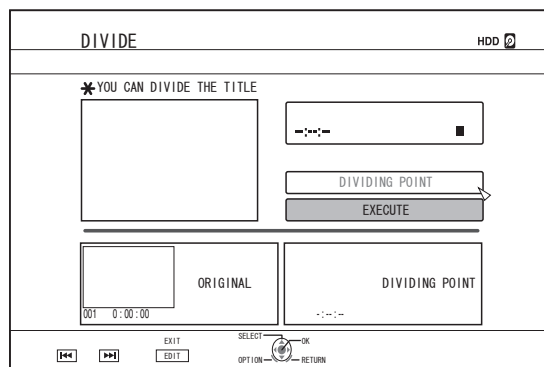 DIVIDE
HDD
YOU CAN DIVIDE THE TITLE
-:--:-
DIVIDING POINT
EXECUTE
ORIGINAL
001 0:00:00
DIVIDING POINT
-:--:--
EXIT
EDIT
SELECT
OK
OPTION
RETURN